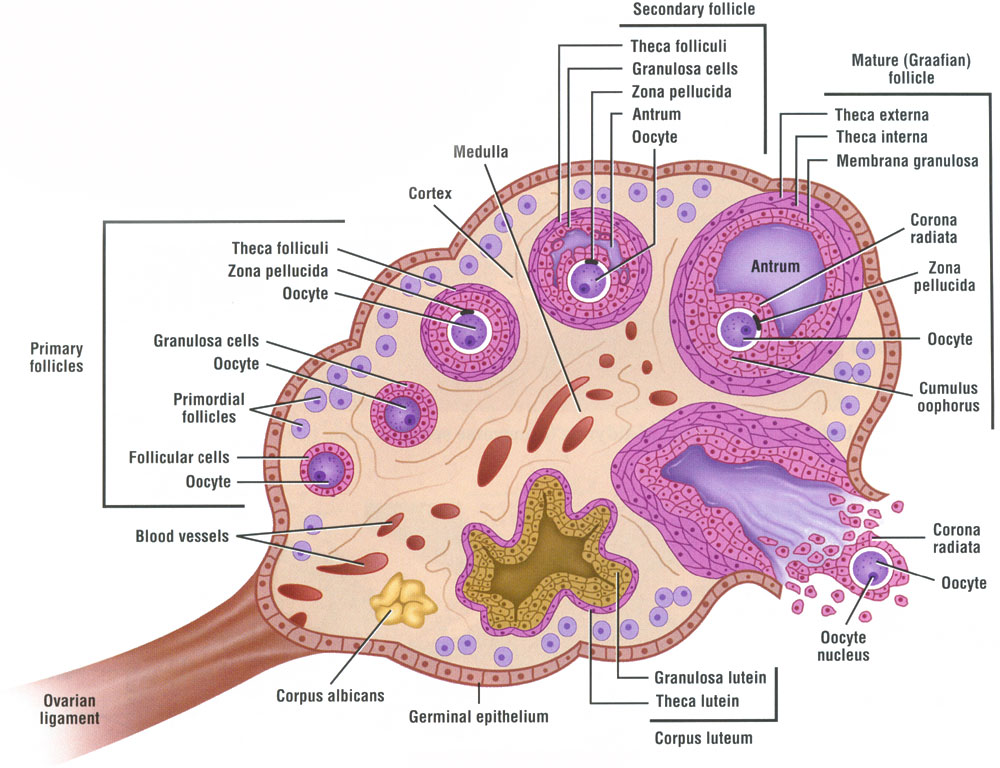 Secondary follicle
Theca folliculi
Granulosa cells
Zona pellucida
Antrum
Oocyte
Mature (Graafian)
follicle
Theca externa
Theca interna
Membrana granulosa
Corona
radiata
Zona
pellucida
Oocyte
Cumulus
oophorus
Antrum
Medulla
Cortex
Primary
follicles
Theca folliculi
Zona pellucida
Oocyte
Granulosa cells
Oocyte
Primordial
follicles
Follicular cells
Oocyte
Blood vessels
Corona
radiata
Oocyte
Oocyte
nucleus
Ovarian
ligament
Corpus albicans
Germinal epithelium
Granulosa lutein
Theca lutein
Corpus luteum